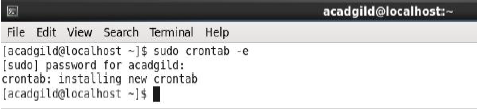 acadgild@localhost:~
File Edit View Search Terminal Help
[acadgild@localhost ~]$ sudo crontab -e
[sudo] password for acadgild:
crontab: installing new crontab
[acadgild@localhost ~]$